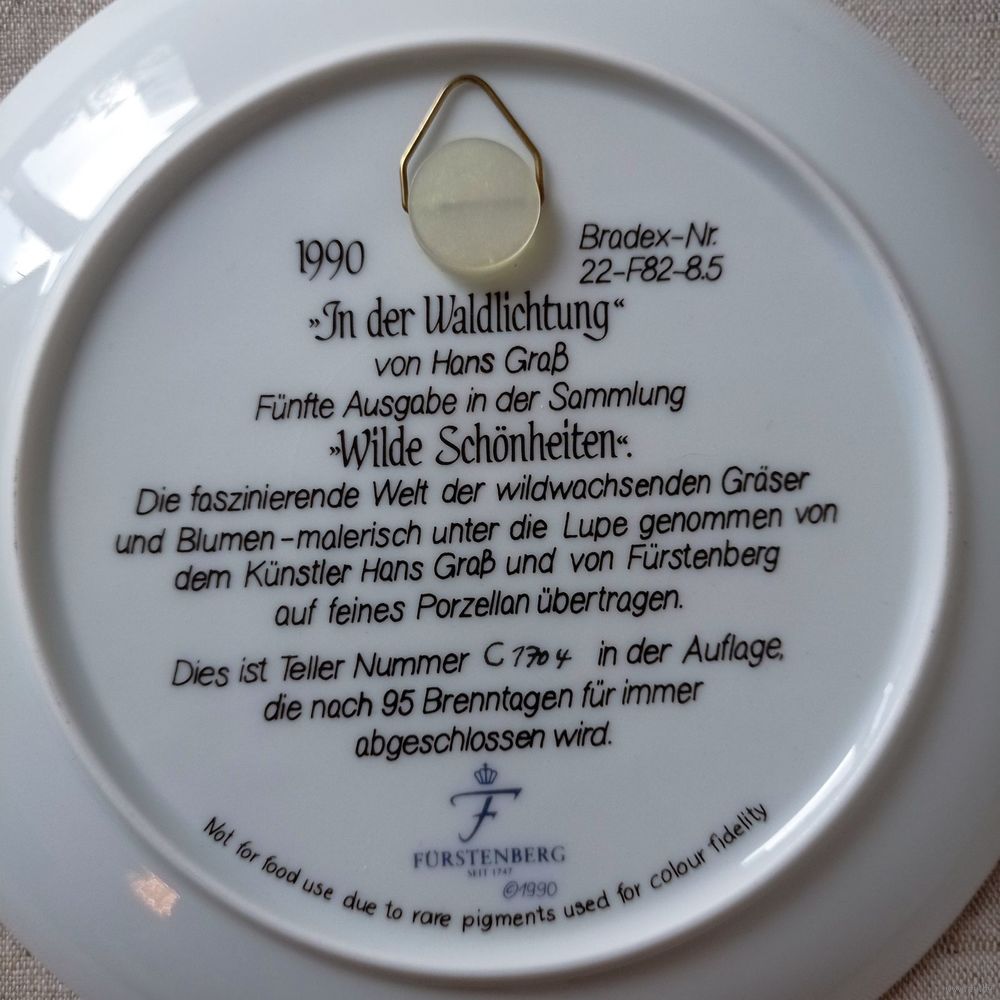 1990
Bradex-Nr.
22-F82-8.5
»In der Waldlichtung“
von Hans Graß
Fünfte Ausgabe in der Sammlung
»Wilde Schönheiten«.
Die faszinierende Welt der wildwachsenden Gräser
und Blumen-malerisch unter die Lupe genommen von
dem Künstler Hans Graß und von Fürstenberg
auf feines Porzellan übertragen.
Dies ist Teller Nummer C1704 in der Auflage,
die nach 95 Brenntagen für immer
abgeschlossen wird.
F
FÜRSTENBERG
SEIT 1747
©1990
Not for food use due to rare pigments used for colour fidelity